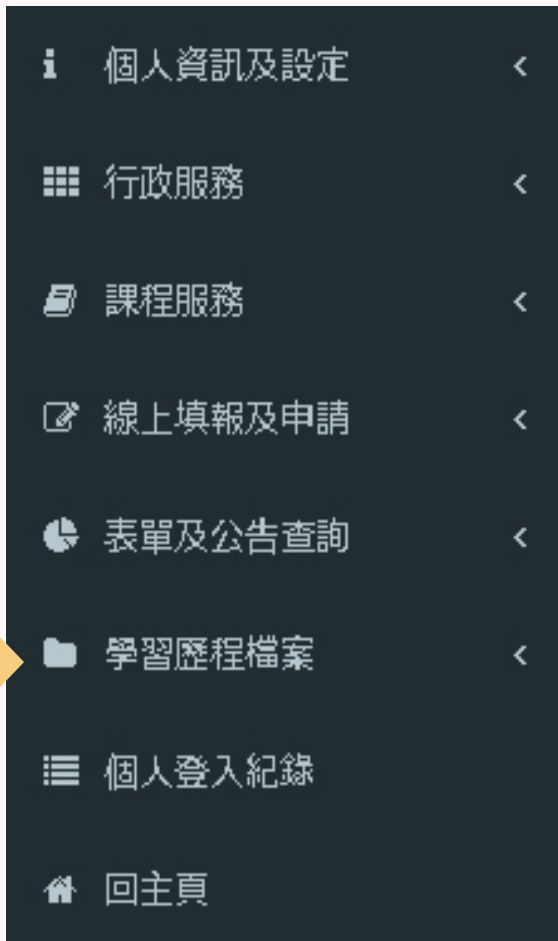 個人資訊及設定
行政服務
課程服務
線上填報及申請
表單及公告查詢
學習歷程檔案
個人登入紀錄
回主頁